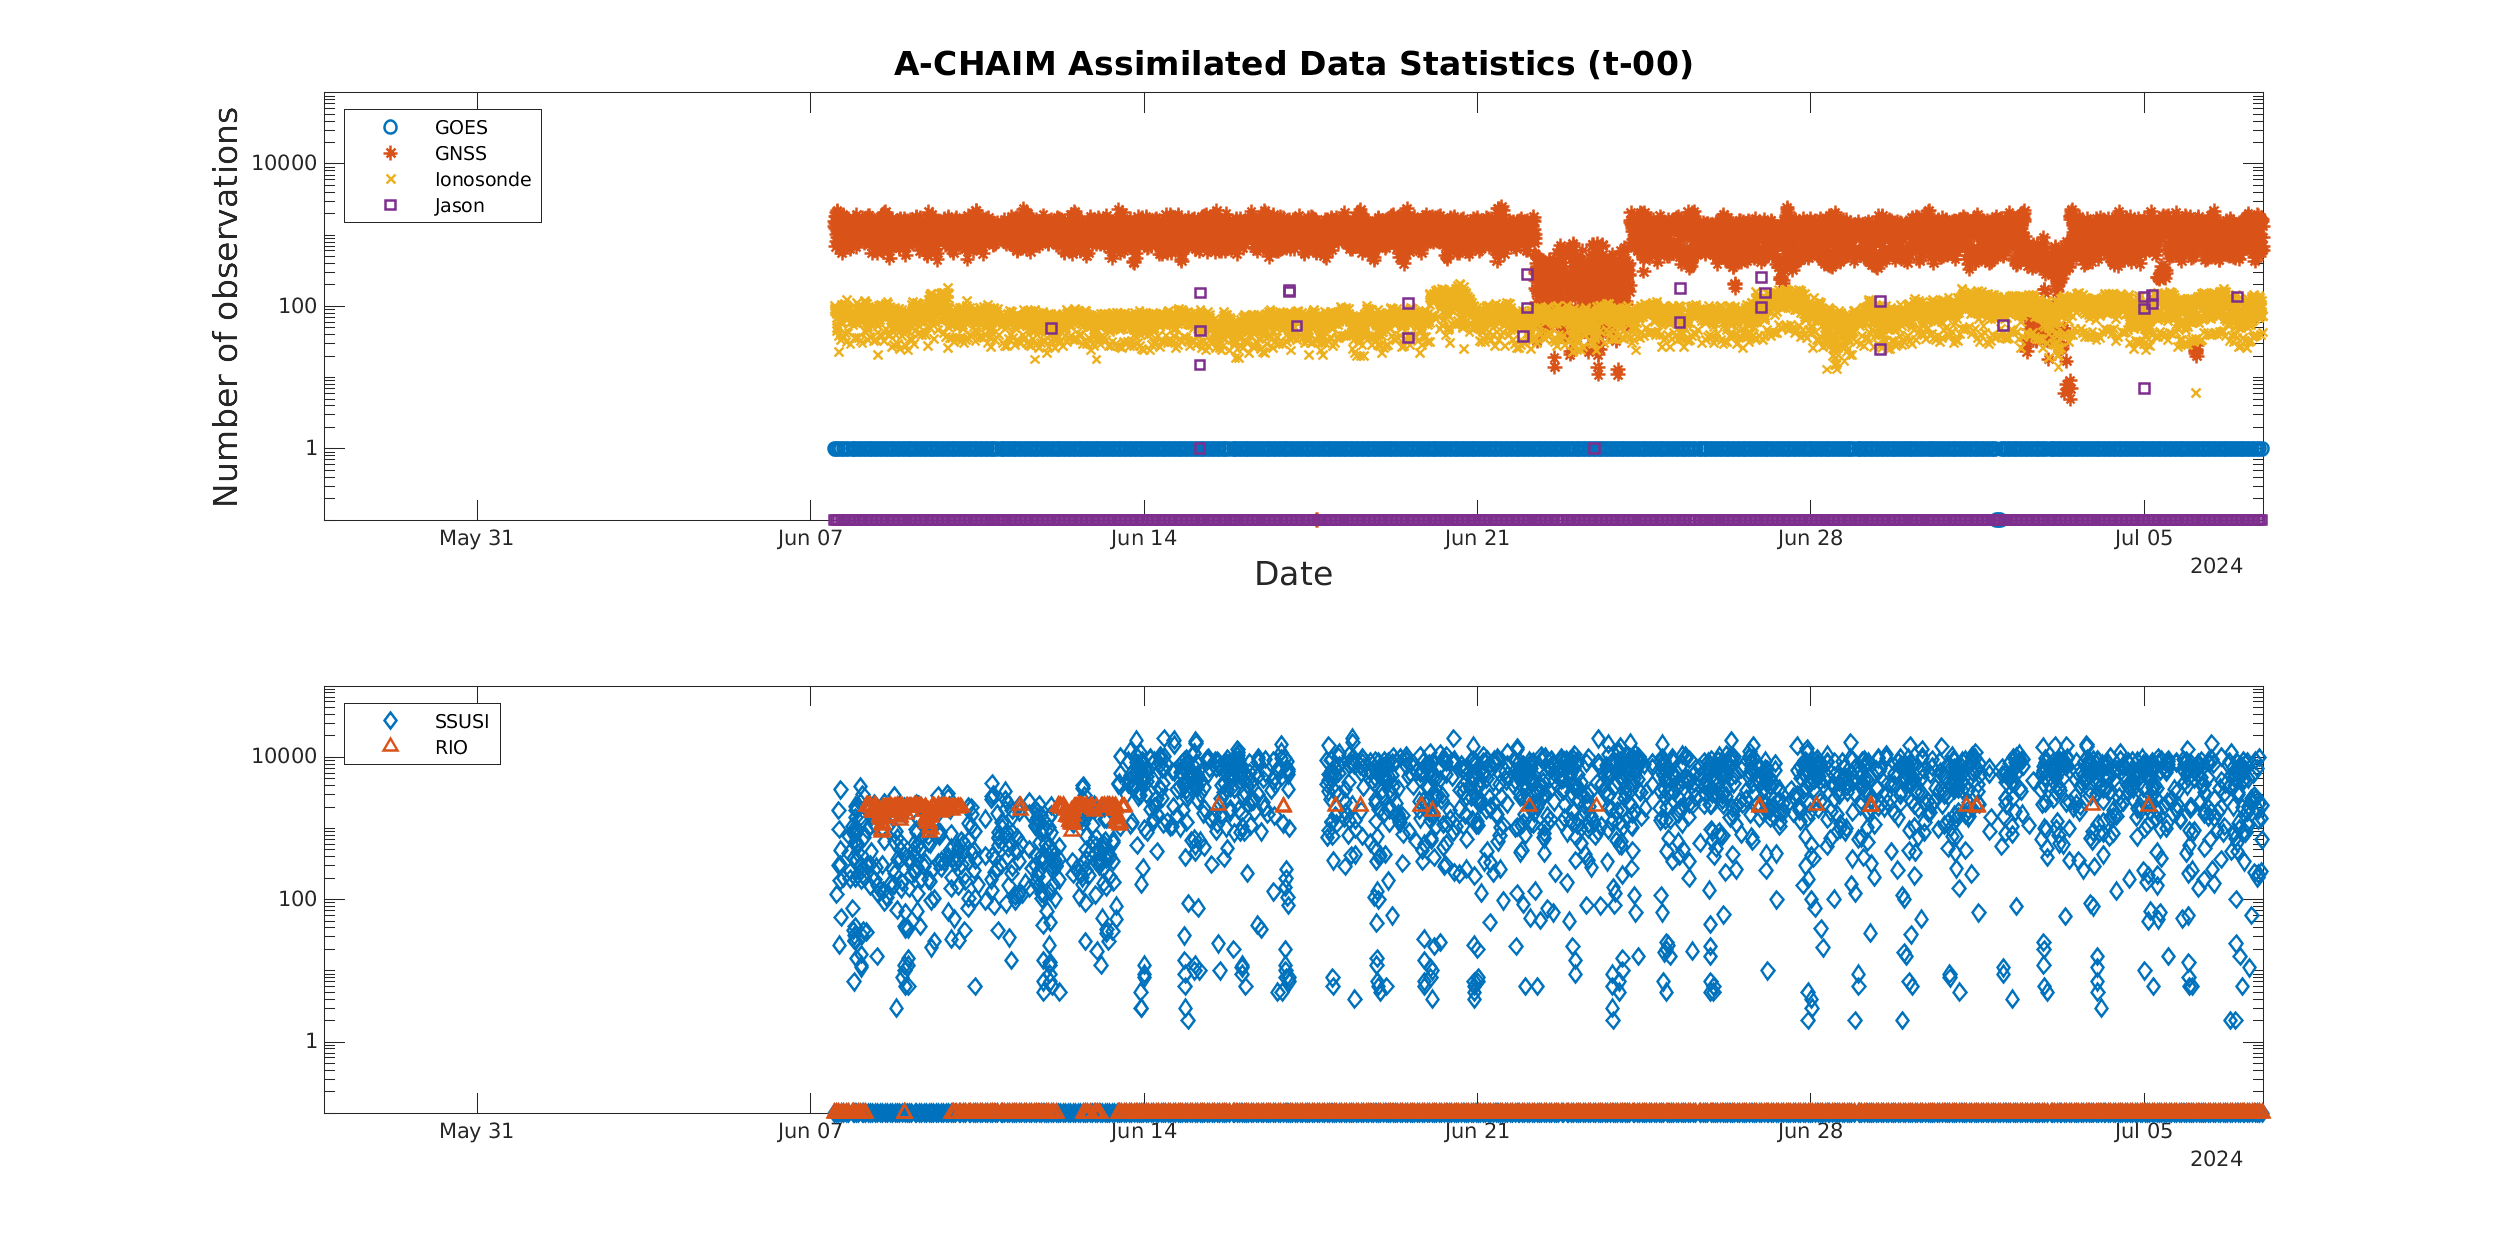 A-CHAIM Assimilated Data Statistics (t-00)
Number of observations
10000
100
1
GOES
GNSS
Ionosonde
Jason
May 31
Jun 07
Jun 14
Jun 21
Jun 28
Jul 05
2024
Date
10000
100
1
SSUSI
RIO
May 31
Jun 07
Jun 14
Jun 21
Jun 28
Jul 05
2024